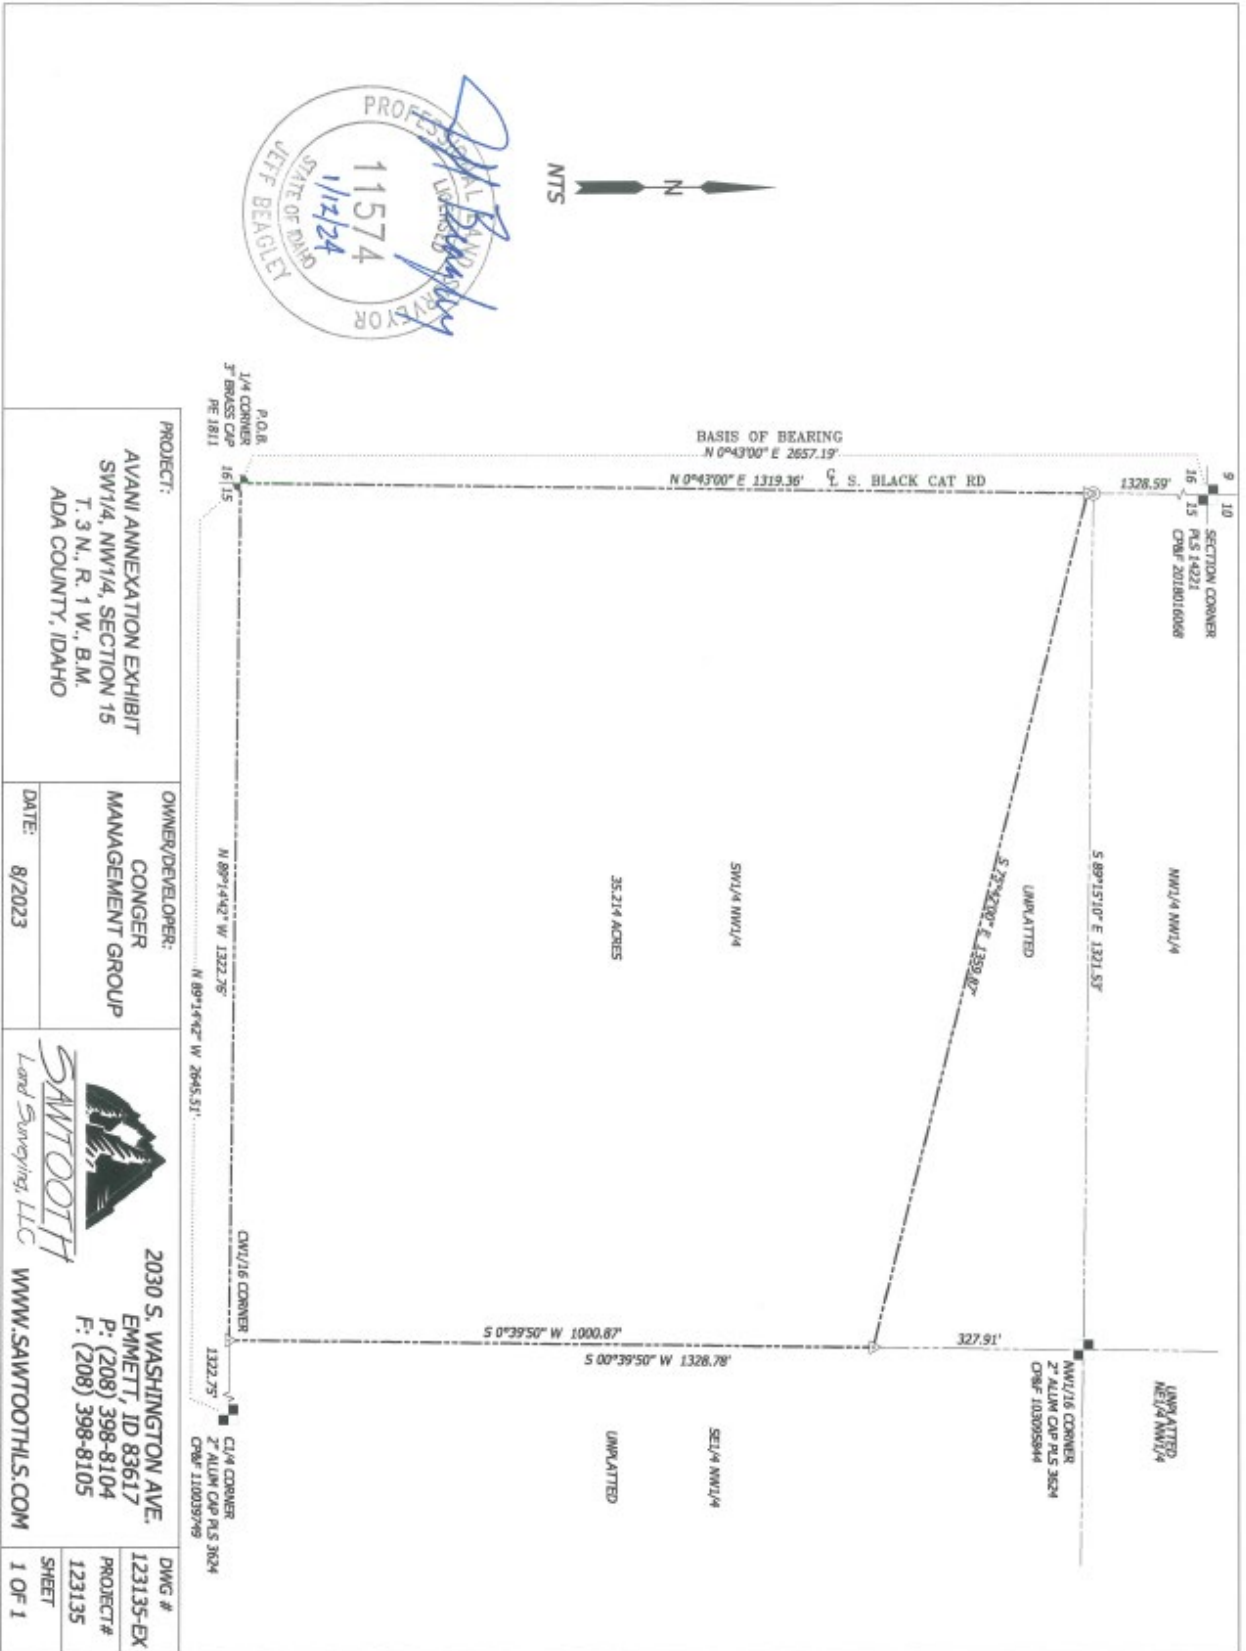 9
10
16
15
SECTION CORNER
PLS 14221
CP&F 2018016068
NW1/4 NW1/4
UNPLATTED
NE1/4 NW1/4
1328.59'
S 89°15'10" E 1321.53'
NW1/16 CORNER
2" ALUM CAP PLS 3624
CP&F 103095844
UNPLATTED
S 75°42'00" E 1359.87'
327.91'
BASIS OF BEARING
N 0°43'00" E 2657.19'
N 0°43'00" E 1319.36'
℄ S. BLACK CAT RD
SW1/4 NW1/4
35.214 ACRES
SE1/4 NW1/4
UNPLATTED
S 0°39'50" W 1000.87'
S 00°39'50" W 1328.78'
N
NTS
PROFESSIONAL LAND SURVEYOR
LICENSED
11574
1/12/24
STATE OF IDAHO
JEFF BEAGLEY
P.O.B.
1/4 CORNER
3" BRASS CAP
PE 1811
16
15
N 89°14'42" W 1322.76'
CW1/16 CORNER
1322.75'
N 89°14'42" W 2645.51'
C1/4 CORNER
2" ALUM CAP PLS 3624
CP&F 110039749
PROJECT:
AVANI ANNEXATION EXHIBIT
SW1/4, NW1/4, SECTION 15
T. 3 N., R. 1 W., B.M.
ADA COUNTY, IDAHO
OWNER/DEVELOPER:
CONGER
MANAGEMENT GROUP
DATE:
8/2023
SAWTOOTH
Land Surveying, LLC
2030 S. WASHINGTON AVE.
EMMETT, ID 83617
P: (208) 398-8104
F: (208) 398-8105
WWW.SAWTOOTHLS.COM
DWG #
123135-EX
PROJECT#
123135
SHEET
1 OF 1